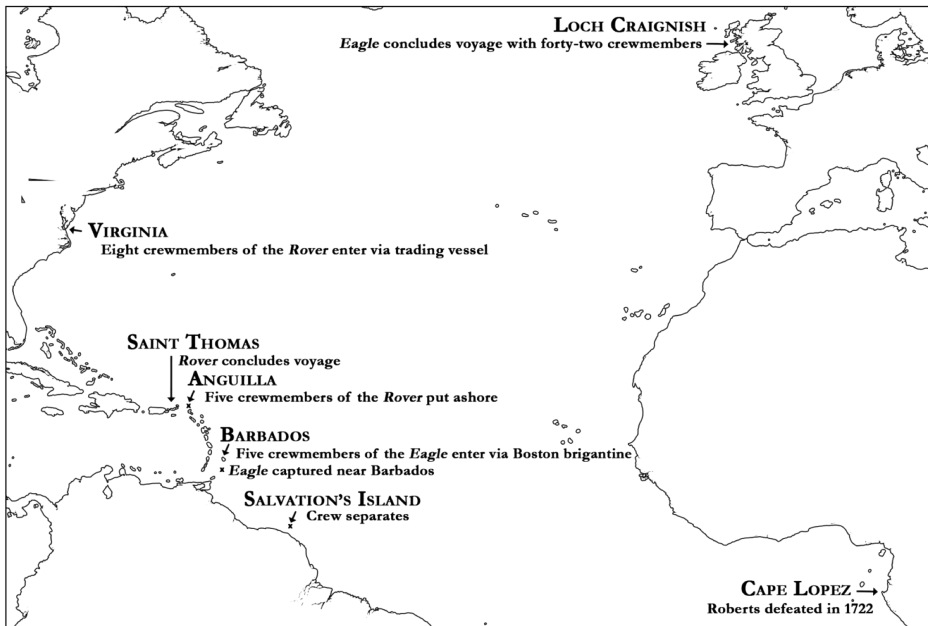 LOCH CRAIGNISH
Eagle concludes voyage with forty-two crewmembers
VIRGINIA
Eight crewmembers of the Rover enter via trading vessel
SAINT THOMAS
Rover concludes voyage
ANGUILLA
Five crewmembers of the Rover put ashore
BARBADOS
Five crewmembers of the Eagle enter via Boston brigantine
Eagle captured near Barbados
SALVATION'S ISLAND
Crew separates
CAPE LOPEZ
Roberts defeated in 1722